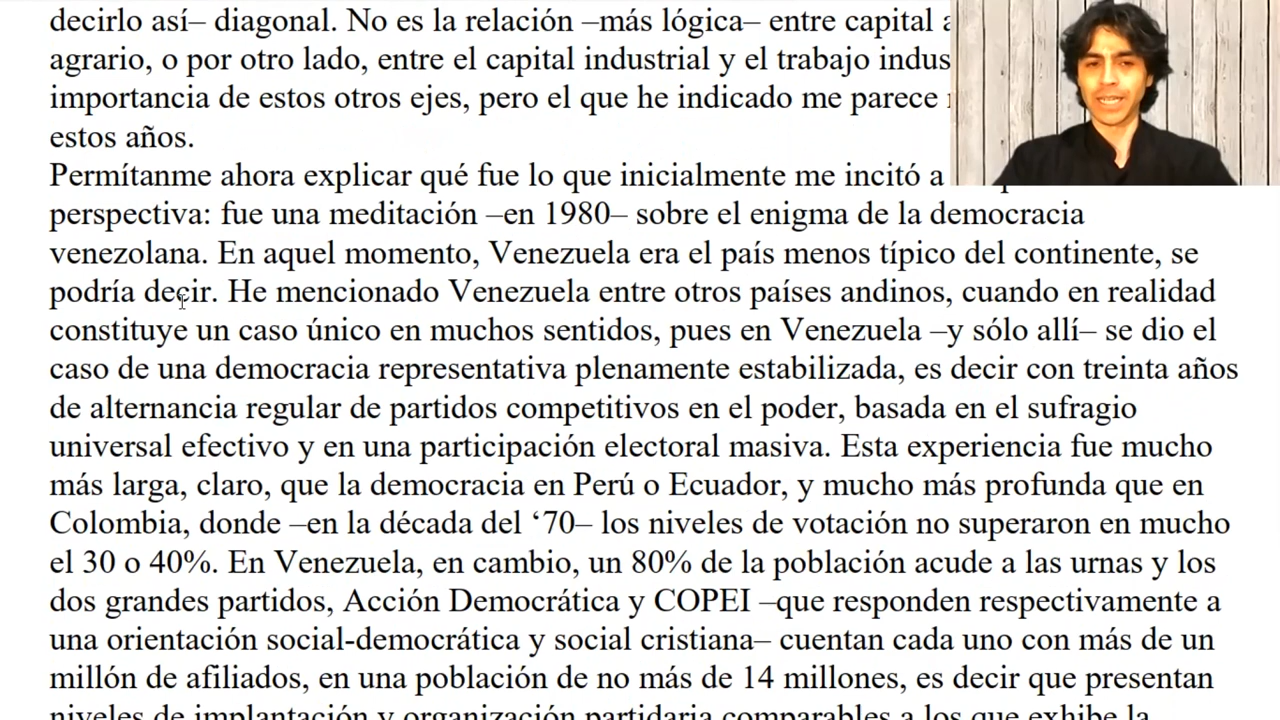 decirlo así– diagonal. No es la relación –más lógica– entre capital
agrario, o por otro lado, entre el capital industrial y el trabajo indus
importancia de estos otros ejes, pero el que he indicado me parece
estos años.
Permítanme ahora explicar qué fue lo que inicialmente me incitó a
perspectiva: fue una meditación –en 1980– sobre el enigma de la democracia
venezolana. En aquel momento, Venezuela era el país menos típico del continente, se
podría decir. He mencionado Venezuela entre otros países andinos, cuando en realidad
constituye un caso único en muchos sentidos, pues en Venezuela –y sólo allí– se dio el
caso de una democracia representativa plenamente estabilizada, es decir con treinta años
de alternancia regular de partidos competitivos en el poder, basada en el sufragio
universal efectivo y en una participación electoral masiva. Esta experiencia fue mucho
más larga, claro, que la democracia en Perú o Ecuador, y mucho más profunda que en
Colombia, donde –en la década del ‘70– los niveles de votación no superaron en mucho
el 30 o 40%. En Venezuela, en cambio, un 80% de la población acude a las urnas y los
dos grandes partidos, Acción Democrática y COPEI –que responden respectivamente a
una orientación social-democrática y social cristiana– cuentan cada uno con más de un
millón de afiliados, en una población de no más de 14 millones, es decir que presentan
niveles de implantación y organización partidaria comparables a los que exhibe la